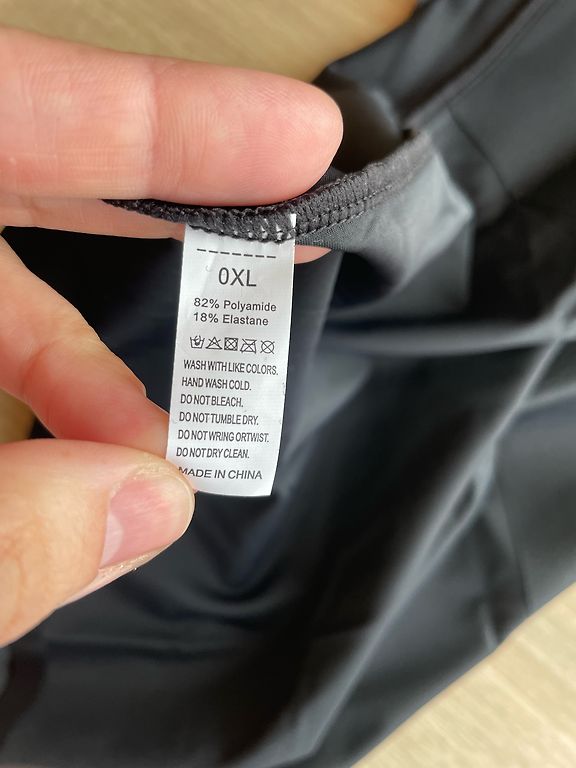 0XL
82% Polyamide
18% Elastane
WASH WITH LIKE COLORS.
HAND WASH COLD.
DO NOT BLEACH.
DO NOT TUMBLE DRY.
DO NOT WRING ORTWIST.
DO NOT DRY CLEAN.
MADE IN CHINA